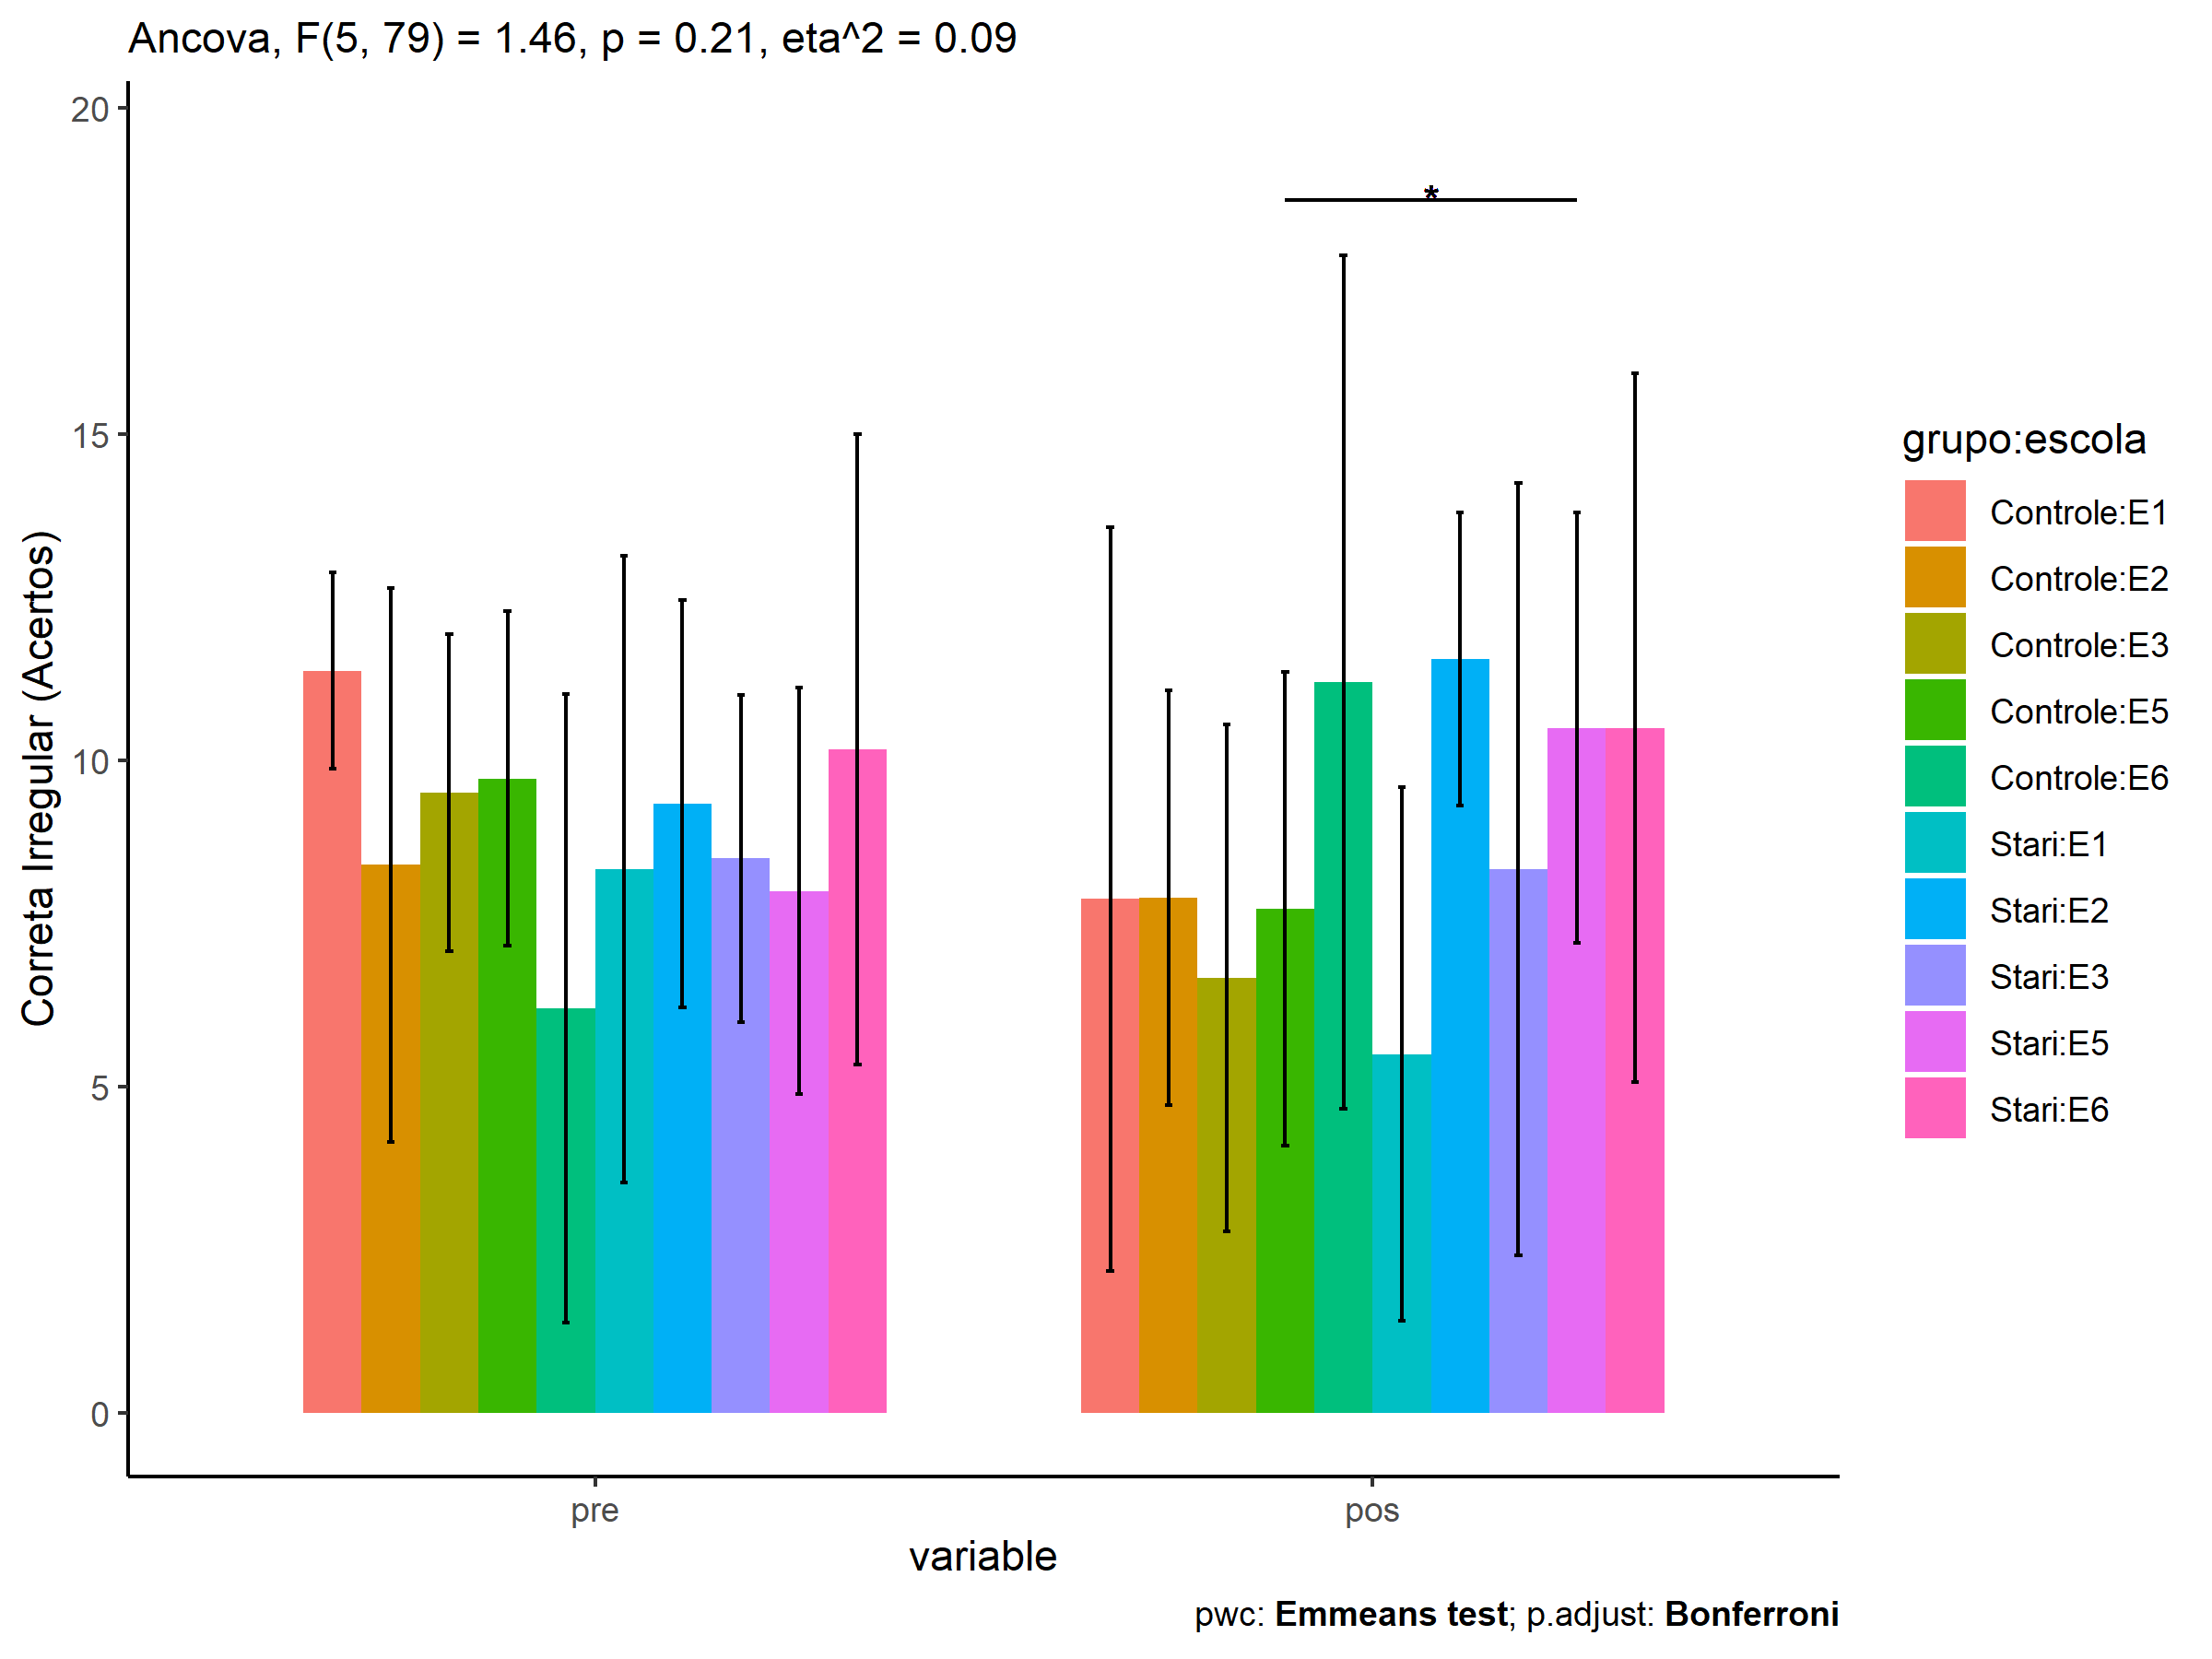 Ancova, F(5, 79) = 1.46, p = 0.21, eta^2 = 0.09
Correta Irregular (Acertos)
20
15
10
5
0
*
pre
pos
variable
grupo:escola
Controle:E1
Controle:E2
Controle:E3
Controle:E5
Controle:E6
Stari:E1
Stari:E2
Stari:E3
Stari:E5
Stari:E6
pwc: Emmeans test; p.adjust: Bonferroni